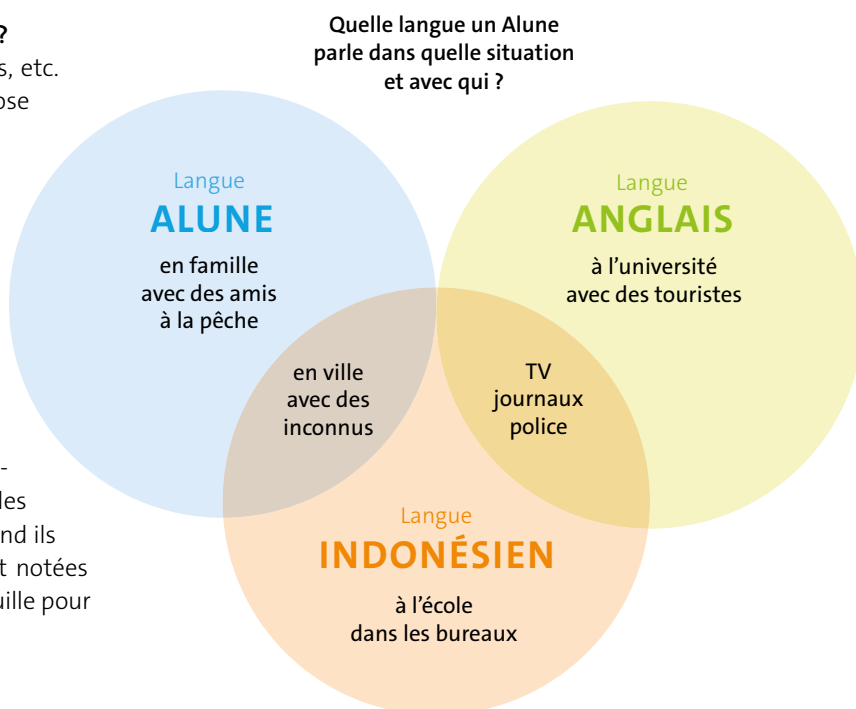 ?
s, etc.
ose
-
les
nd ils
t notées
uille pour
Quelle langue un Alune
parle dans quelle situation
et avec qui ?
Langue
ALUNE
en famille
avec des amis
à la pêche
Langue
ANGLAIS
à l’université
avec des touristes
en ville
avec des
inconnus
TV
journaux
police
Langue
INDONÉSIEN
à l’école
dans les bureaux